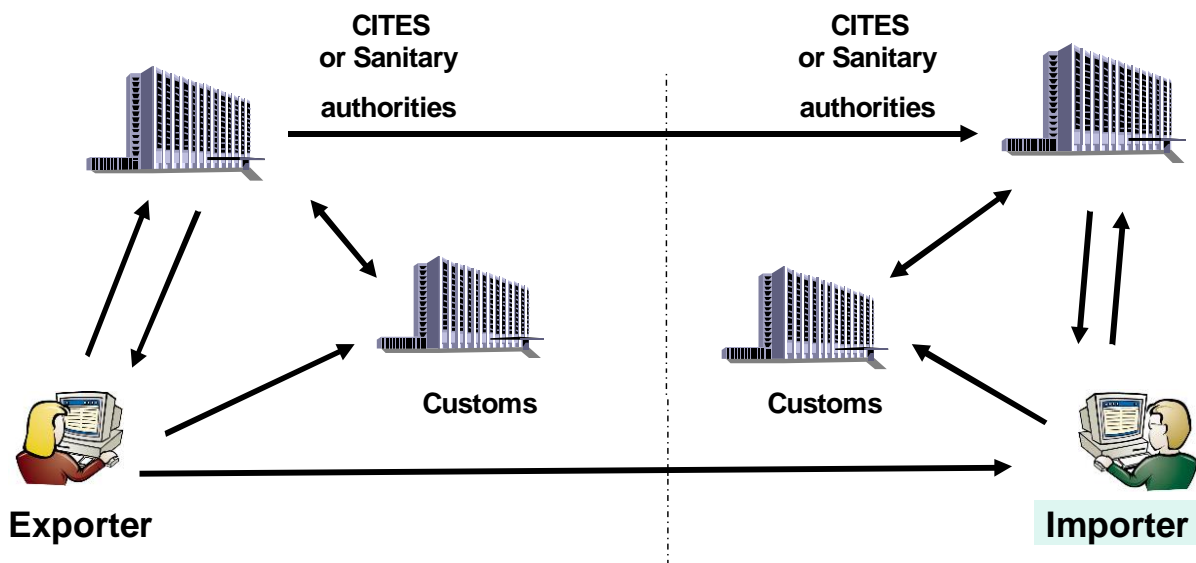 CITES
or Sanitary
authorities
CITES
or Sanitary
authorities
Customs
Customs
Exporter
Importer